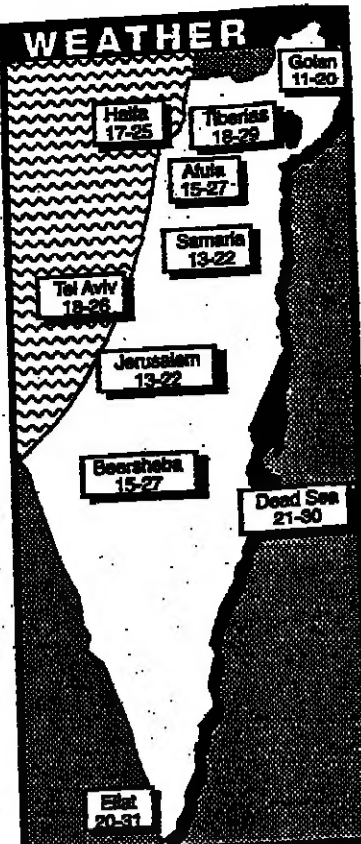 WEATHER
Golan
11-20
Haifa
17-25
Tiberias
18-29
Afula
15-27
Samaria
13-22
Tel Aviv
18-26
Jerusalem
13-22
Beersheba
15-27
Dead Sea
21-30
Eilat
20-31